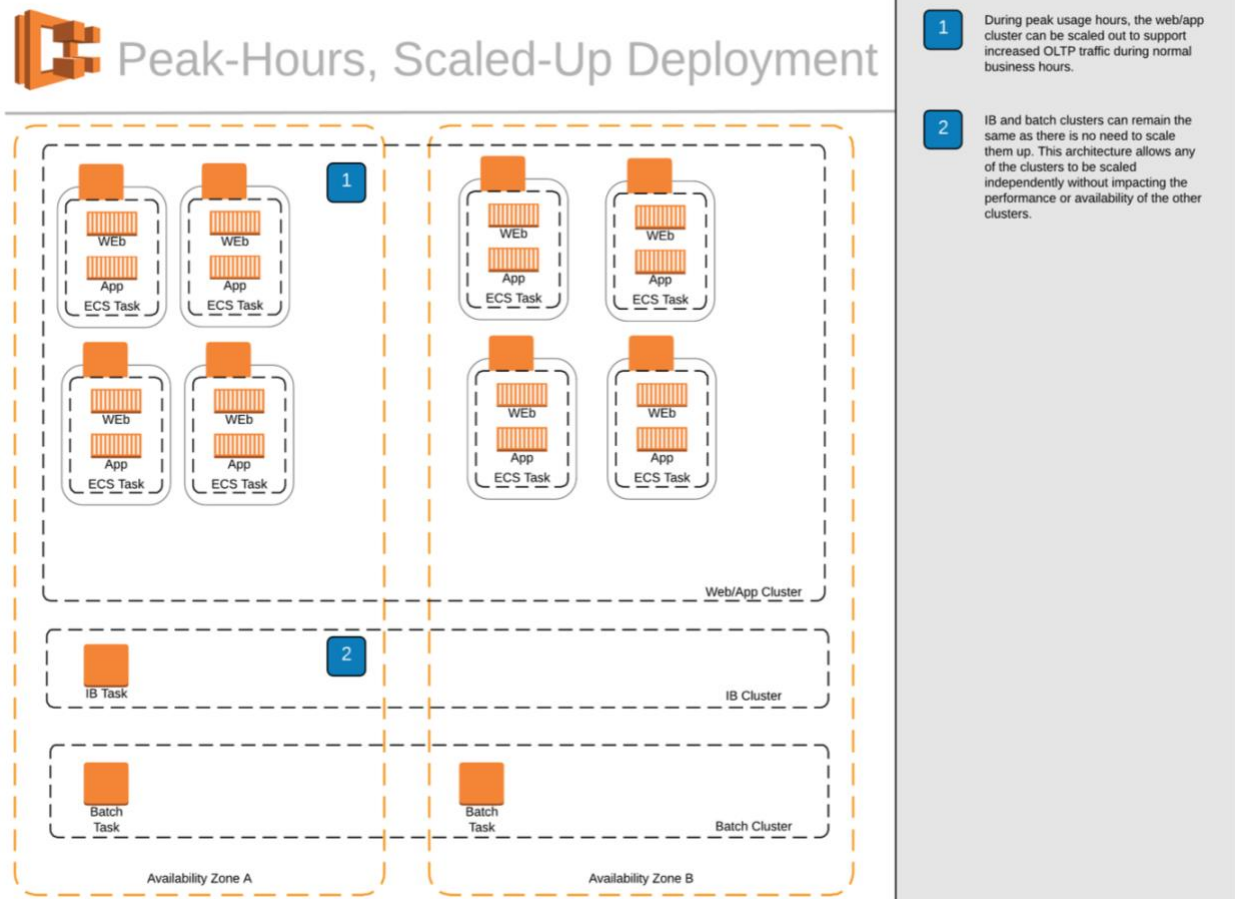 Peak-Hours, Scaled-Up Deployment
1
During peak usage hours, the web/app
cluster can be scaled out to support
increased OLTP traffic during normal
business hours.
2
IB and batch clusters can remain the
same as there is no need to scale
them up. This architecture allows any
of the clusters to be scaled
independently without impacting the
performance or availability of the other
clusters.
1
WEb
App
ECS Task
WEb
App
ECS Task
WEb
App
ECS Task
WEb
App
ECS Task
WEb
App
ECS Task
WEb
App
ECS Task
WEb
App
ECS Task
WEb
App
ECS Task
Web/App Cluster
2
IB Task
IB Cluster
Batch
Task
Batch
Task
Batch Cluster
Availability Zone A
Availability Zone B